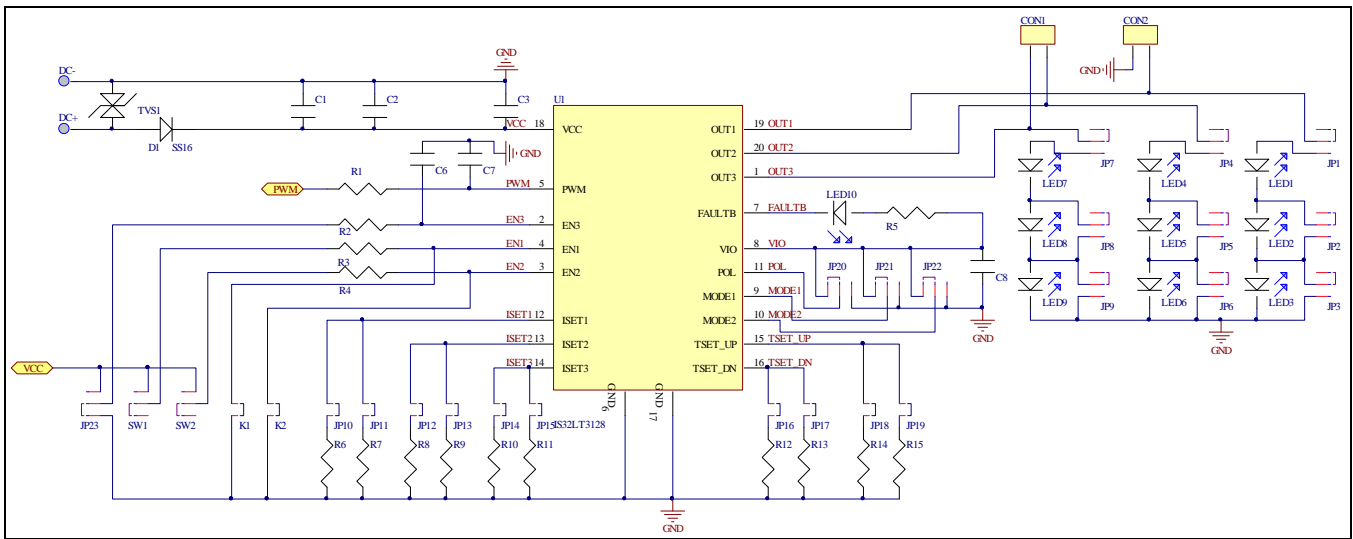 CON1 CON2
GND
DC-
GND
TVS1 C1 C2 C3 U1
DC+
D1 SS16
VCC 18 VCC OUT1 19 OUT1
GND
C6 C7
OUT2 20 OUT2
JP7 JP4 JP1
R1
OUT3 1 OUT3
LED7 LED4 LED1
PWM PWM 5 PWM
LED10
FAULTB 7 FAULTB
R5
R2 EN3 2 EN3
LED8 JP8 LED5 JP5 LED2 JP2
EN1 4 EN1 VIO 8 VIO
R3 EN2 3 EN2 POL 11 POL
JP20 JP21 JP22 C8
R4
MODE1 9 MODE1
LED9 JP9 LED6 JP6 LED3 JP3
ISET1 12 ISET1 MODE2 10 MODE2
GND GND
ISET2 13 ISET2 TSET_UP 15 TSET_UP
ISET3 14 ISET3 TSET_DN 16 TSET_DN
VCC
GND 6 GND 17
JP23 SW1 SW2 K1 K2 JP10 JP11 JP12 JP13 JP14 JP15 IS32LT3128 JP16 JP17 JP18 JP19
R6 R7 R8 R9 R10 R11 R12 R13 R14 R15
GND